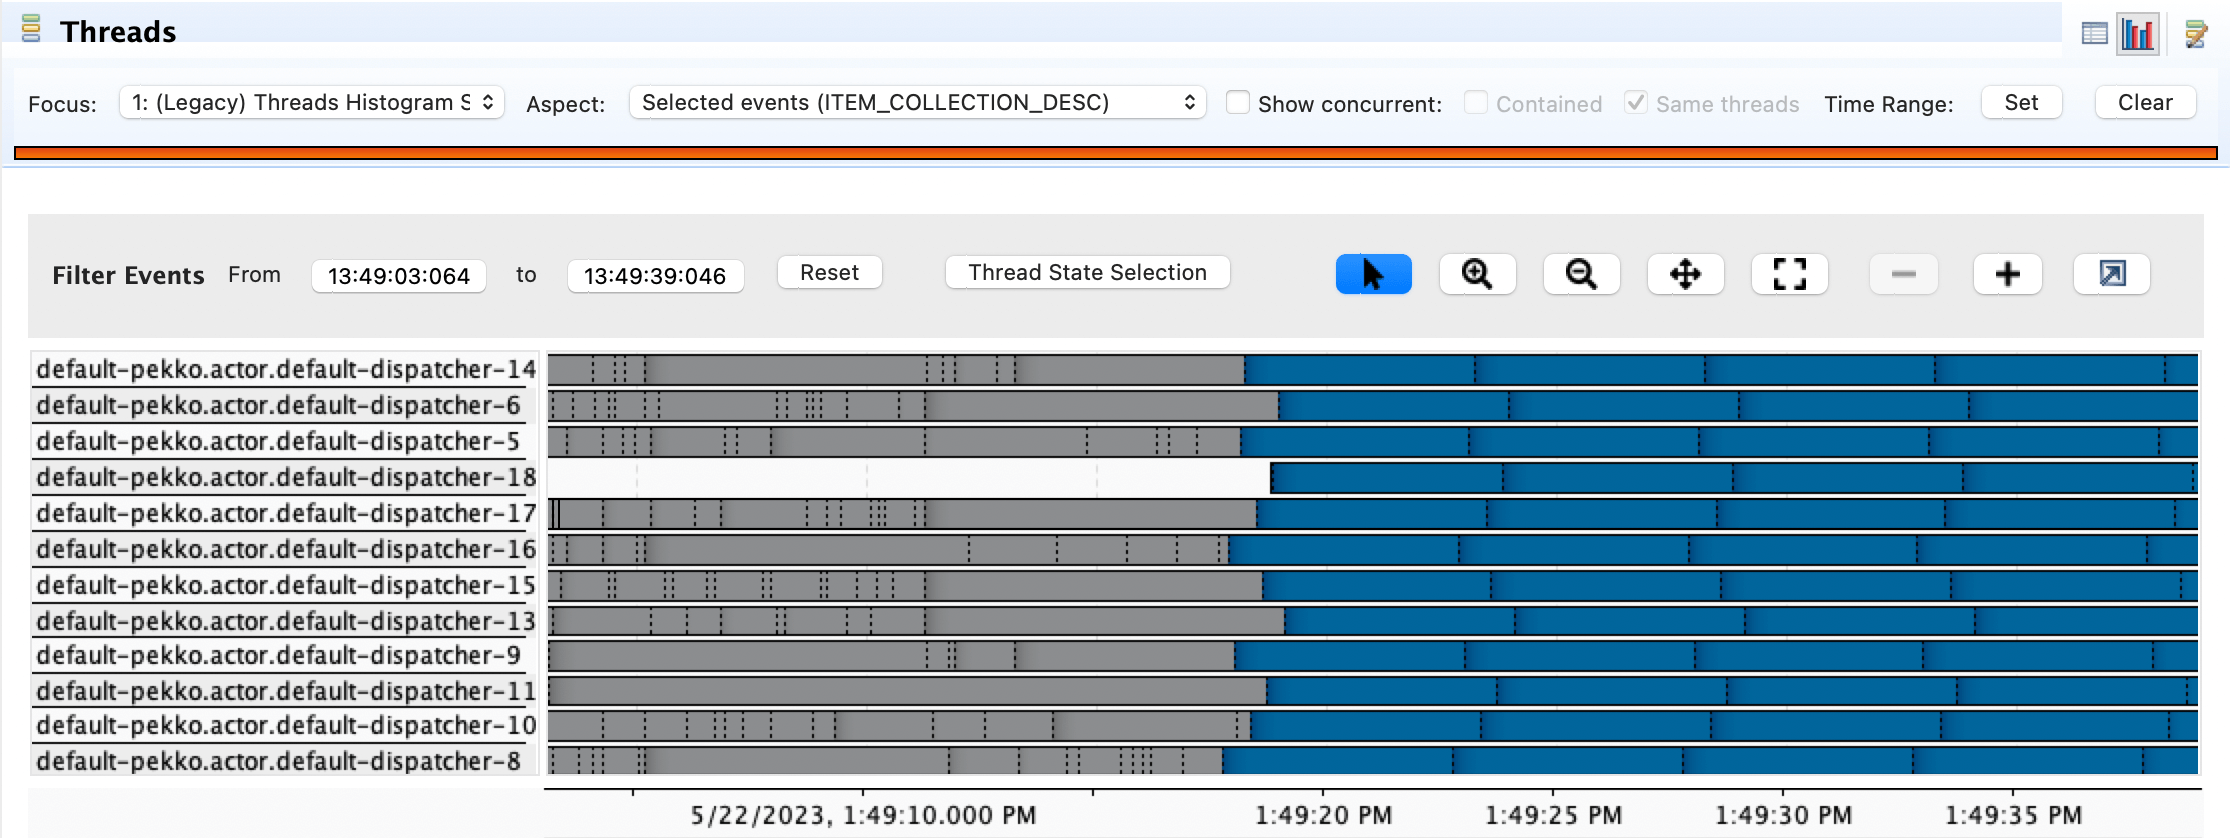 Threads
Focus: 1: (Legacy) Threads Histogram S Aspect: Selected events (ITEM_COLLECTION_DESC) Show concurrent: Contained Same threads Time Range: Set Clear
Filter Events From 13:49:03:064 to 13:49:39:046 Reset Thread State Selection
default-pekko.actor.default-dispatcher-14
default-pekko.actor.default-dispatcher-6
default-pekko.actor.default-dispatcher-5
default-pekko.actor.default-dispatcher-18
default-pekko.actor.default-dispatcher-17
default-pekko.actor.default-dispatcher-16
default-pekko.actor.default-dispatcher-15
default-pekko.actor.default-dispatcher-13
default-pekko.actor.default-dispatcher-9
default-pekko.actor.default-dispatcher-11
default-pekko.actor.default-dispatcher-10
default-pekko.actor.default-dispatcher-8
5/22/2023, 1:49:10.000 PM 1:49:20 PM 1:49:25 PM 1:49:30 PM 1:49:35 PM